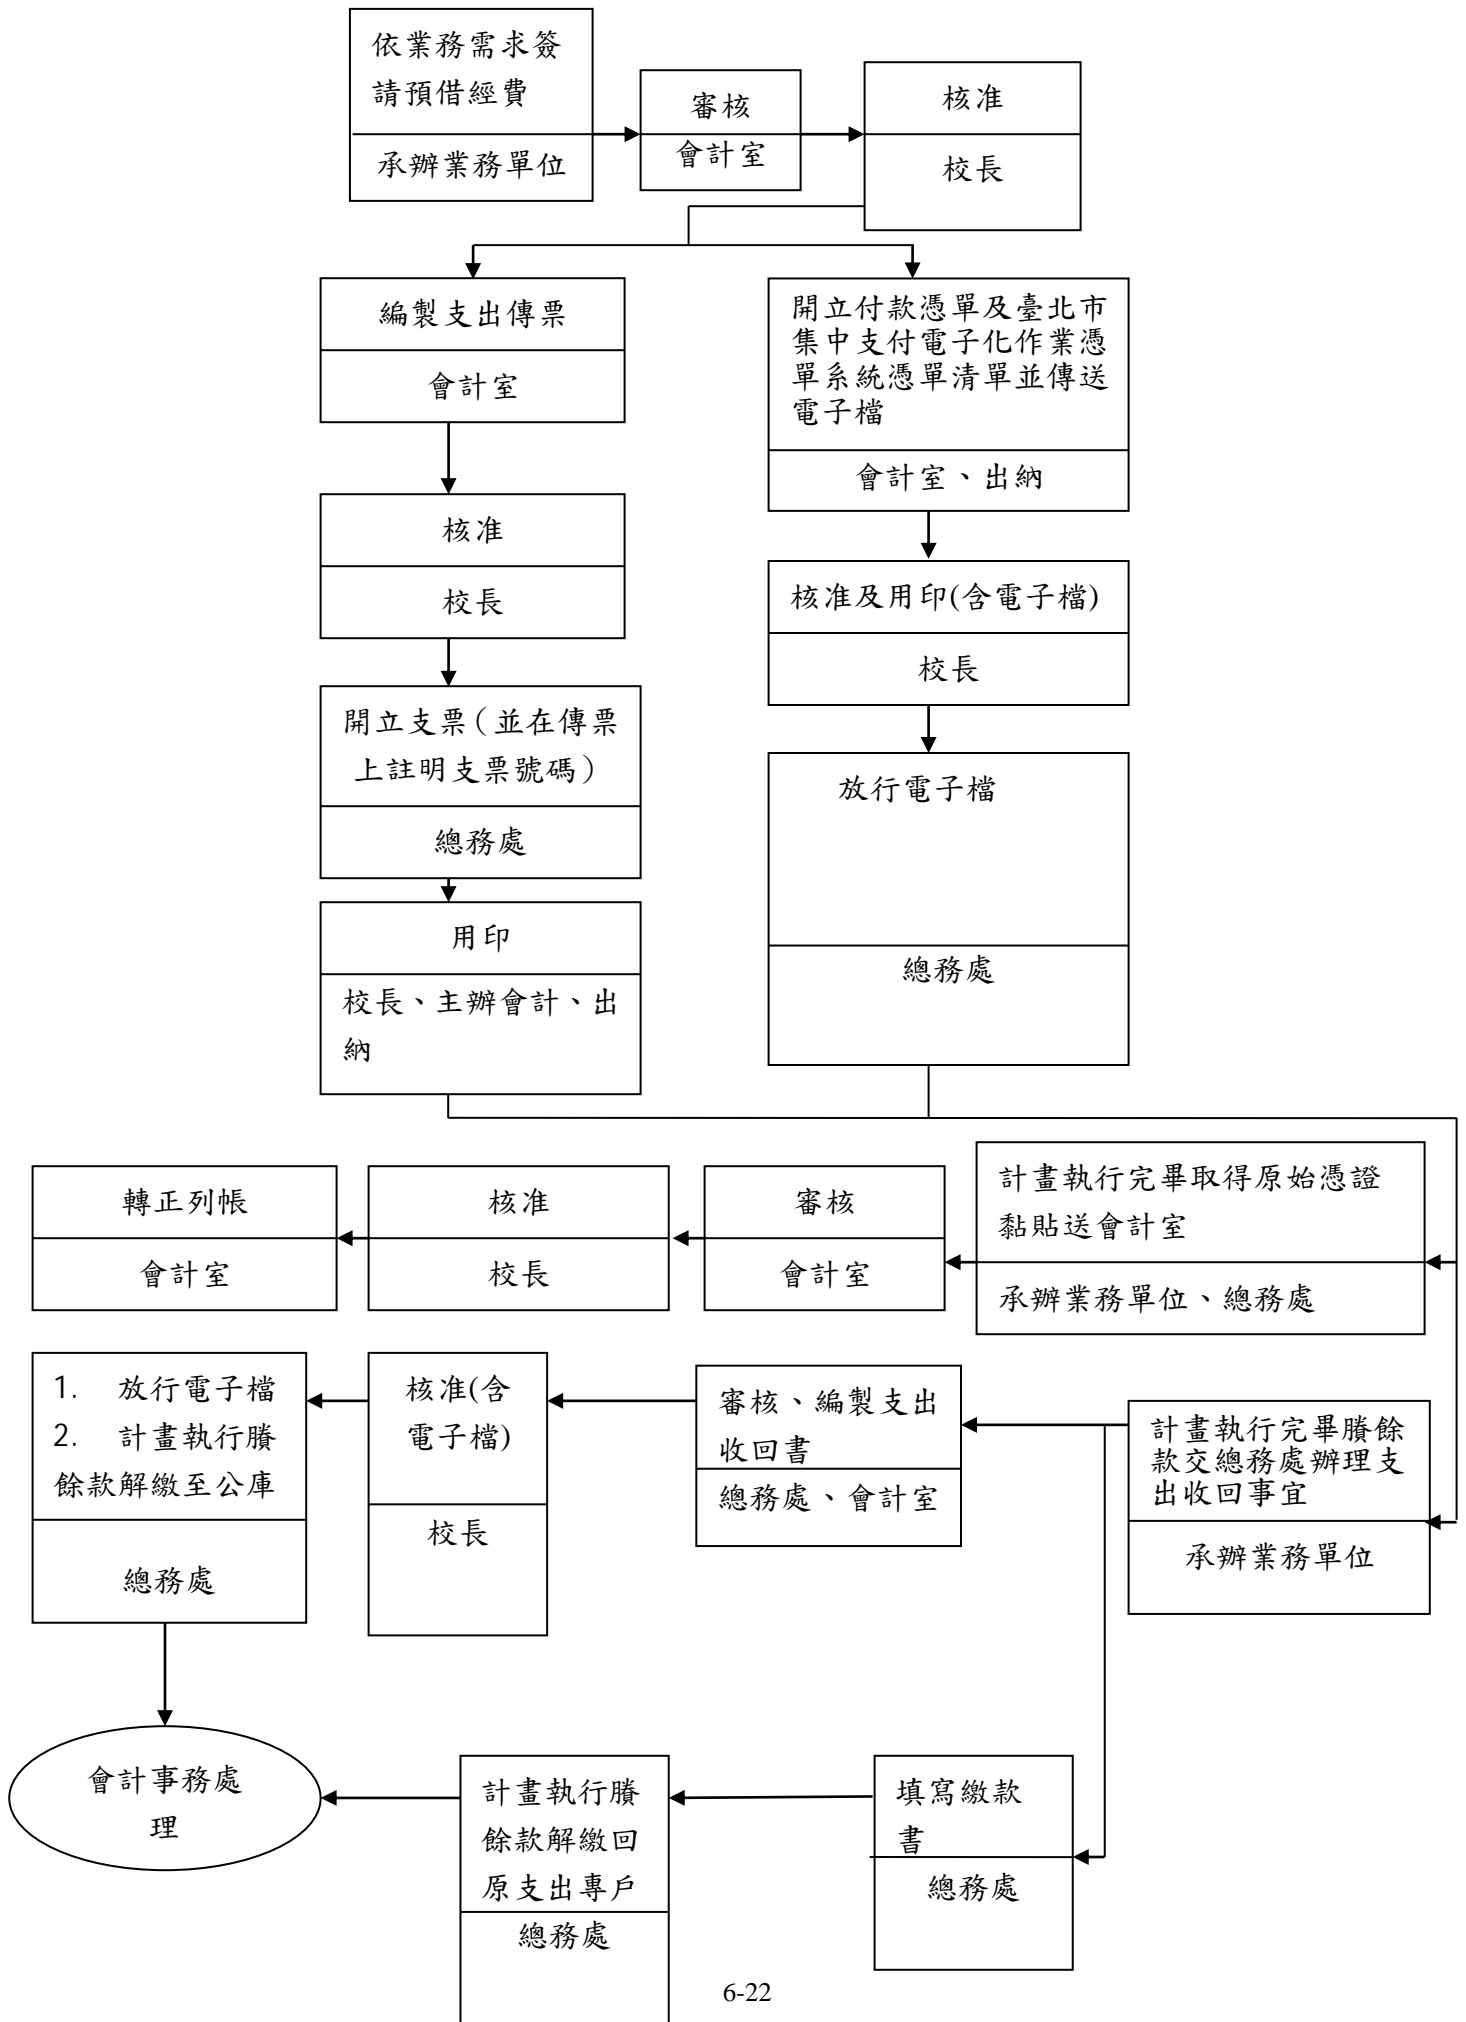 依業務需求簽
請預借經費
承辦業務單位
審核
會計室
核准
校長
編製支出傳票
會計室
開立付款憑單及臺北市
集中支付電子化作業憑
單系統憑單清單並傳送
電子檔
會計室、出納
核准
校長
核准及用印(含電子檔)
校長
開立支票（並在傳票
上註明支票號碼）
總務處
放行電子檔
總務處
用印
校長、主辦會計、出
納
計畫執行完畢取得原始憑證
黏貼送會計室
承辦業務單位、總務處
審核
會計室
核准
校長
轉正列帳
會計室
計畫執行完畢賸餘
款交總務處辦理支
出收回事宜
承辦業務單位
審核、編製支出
收回書
總務處、會計室
核准(含
電子檔)
校長
1. 放行電子檔
2. 計畫執行賸
餘款解繳至公庫
總務處
填寫繳款
書
總務處
計畫執行賸
餘款解繳回
原支出專戶
總務處
會計事務處
理
6-22